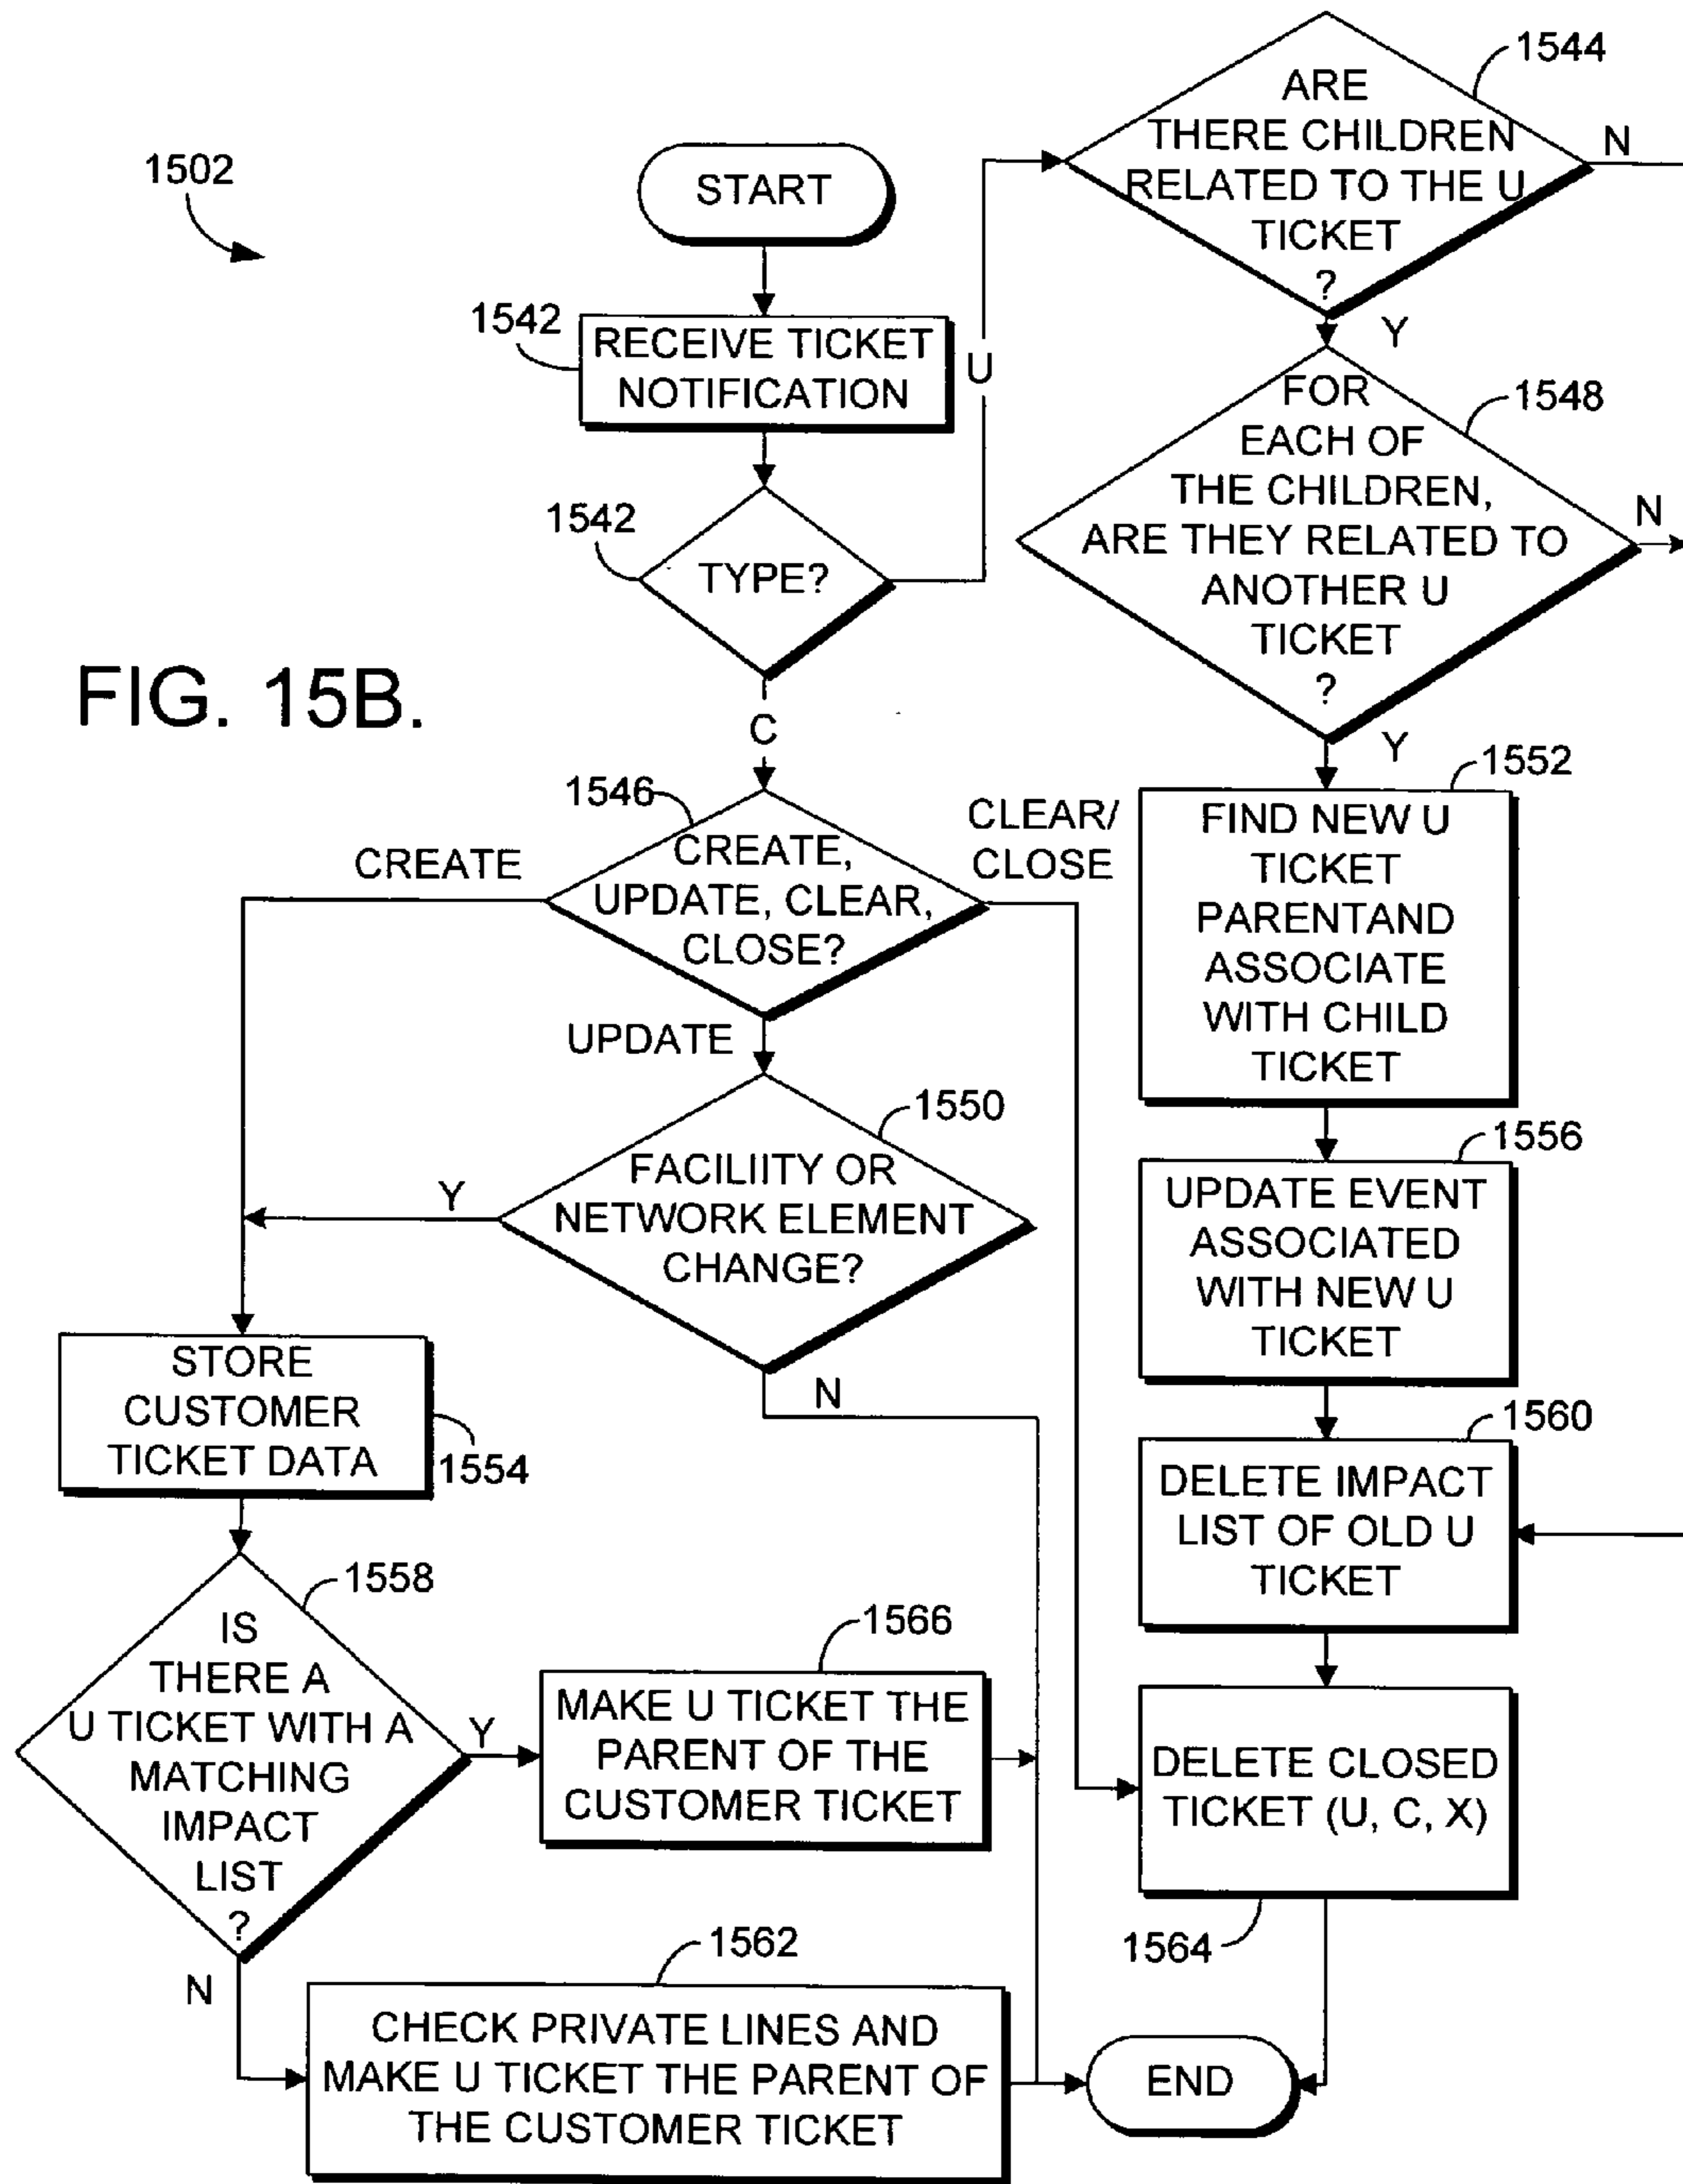 1502
START
1542
RECEIVE TICKET
NOTIFICATION
1542
TYPE?
U
C
FIG. 15B.
1544
ARE
THERE CHILDREN
RELATED TO THE U
TICKET
?
N
Y
1548
FOR
EACH OF
THE CHILDREN,
ARE THEY RELATED TO
ANOTHER U
TICKET
?
N
Y
1546
CREATE,
UPDATE, CLEAR,
CLOSE?
CREATE
CLEAR/
CLOSE
UPDATE
1552
FIND NEW U
TICKET
PARENTAND
ASSOCIATE
WITH CHILD
TICKET
1550
FACILIITY OR
NETWORK ELEMENT
CHANGE?
Y
N
1556
UPDATE EVENT
ASSOCIATED
WITH NEW U
TICKET
STORE
CUSTOMER
TICKET DATA
1554
1560
DELETE IMPACT
LIST OF OLD U
TICKET
1558
IS
THERE A
U TICKET WITH A
MATCHING
IMPACT
LIST
?
Y
N
1566
MAKE U TICKET THE
PARENT OF THE
CUSTOMER TICKET
DELETE CLOSED
TICKET (U, C, X)
1564
1562
CHECK PRIVATE LINES AND
MAKE U TICKET THE PARENT OF
THE CUSTOMER TICKET
END